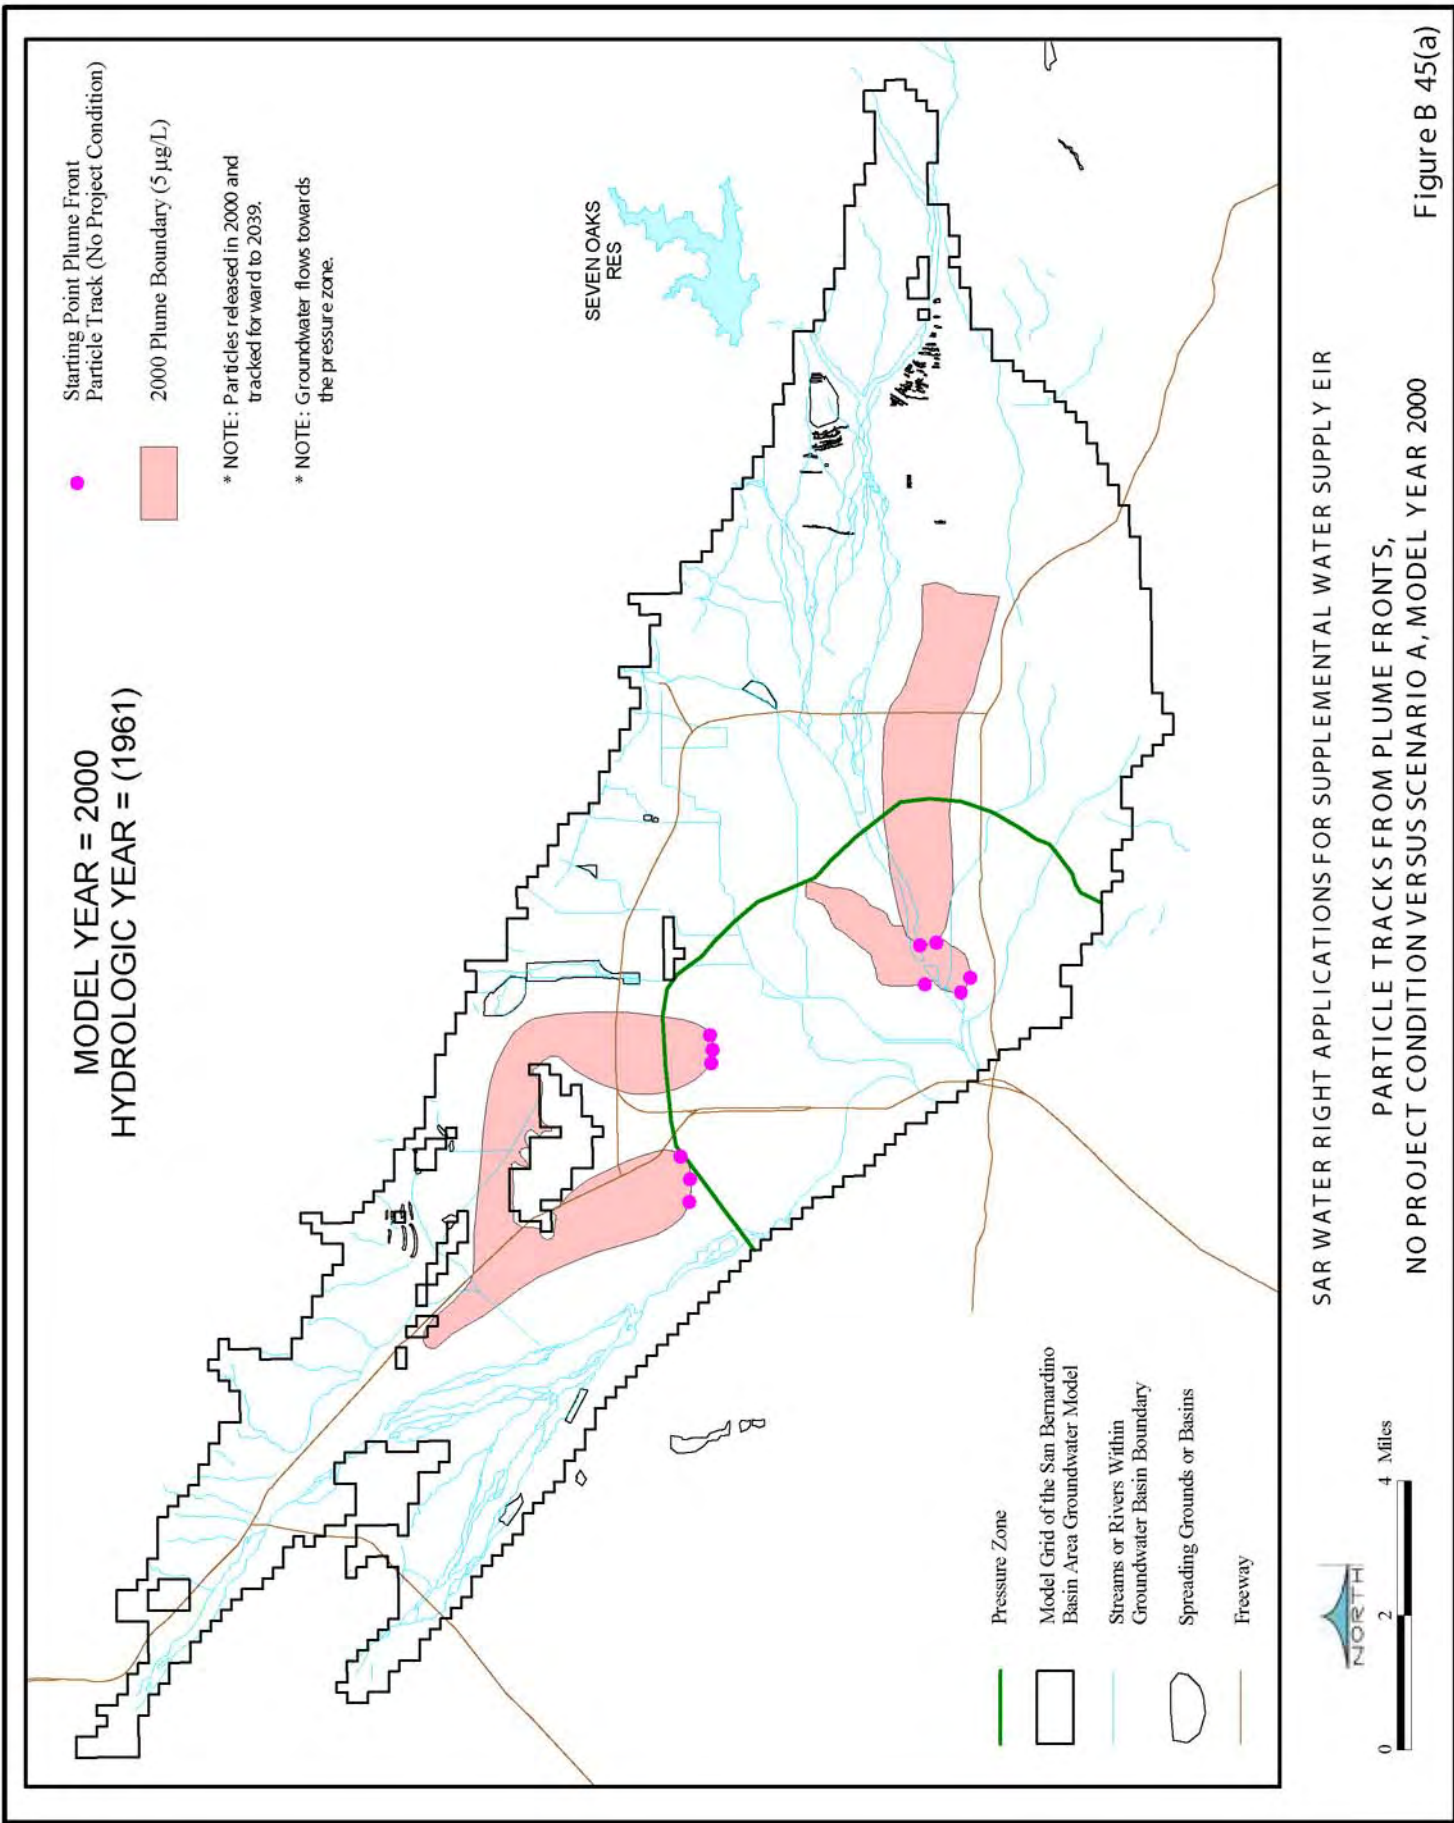 MODEL YEAR = 2000
HYDROLOGIC YEAR = (1961)
Starting Point Plume Front
Particle Track (No Project Condition)
2000 Plume Boundary (5 µg/L)
* NOTE: Particles released in 2000 and
tracked forward to 2039.
* NOTE: Groundwater flows towards
the pressure zone.
SEVEN OAKS
RES
Pressure Zone
Model Grid of the San Bernardino
Basin Area Groundwater Model
Streams or Rivers Within
Groundwater Basin Boundary
Spreading Grounds or Basins
Freeway
NORTH
0 2 4 Miles
SAR WATER RIGHT APPLICATIONS FOR SUPPLEMENTAL WATER SUPPLY EIR
PARTICLE TRACKS FROM PLUME FRONTS,
NO PROJECT CONDITION VERSUS SCENARIO A, MODEL YEAR 2000
Figure B 45(a)